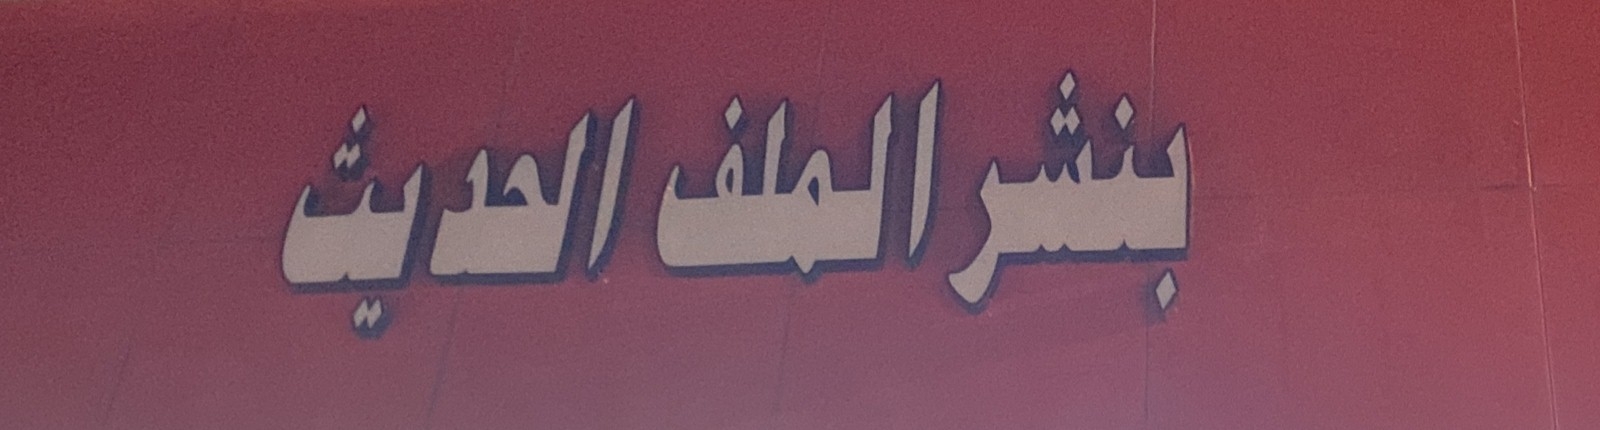 بنشر الملف الحديث